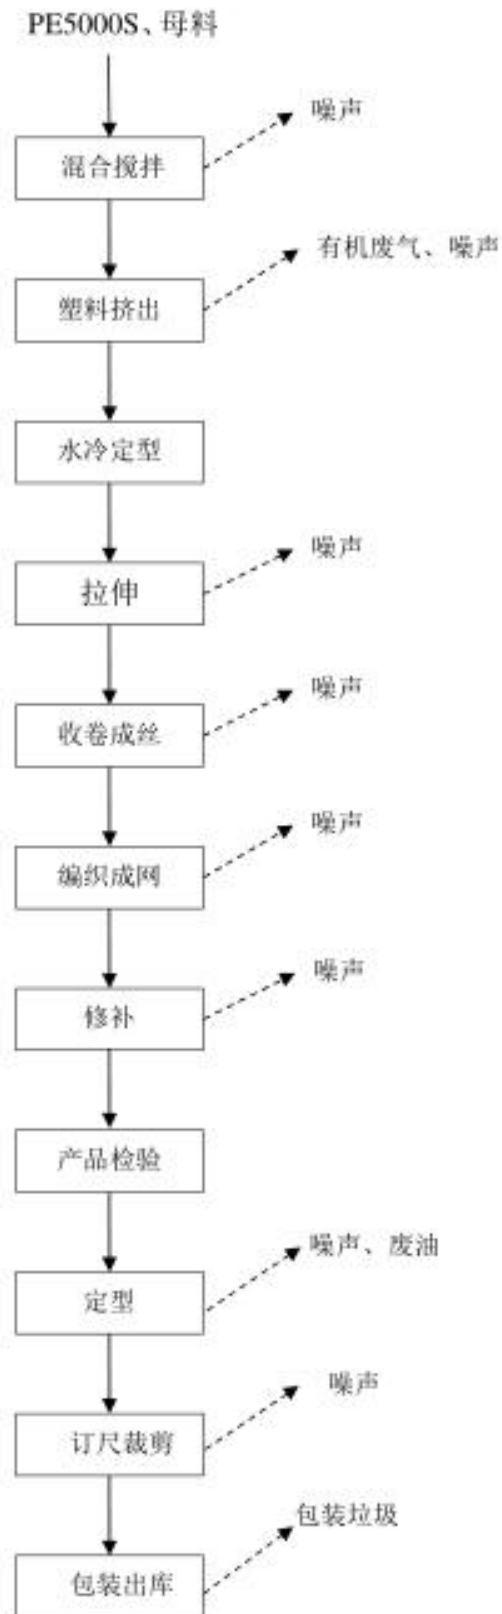 PE5000S、母料
噪声
混合搅拌
有机废气、噪声
塑料挤出
水冷定型
噪声
拉伸
噪声
收卷成丝
噪声
编织成网
噪声
修补
产品检验
噪声、废油
定型
噪声
订尺裁剪
包装垃圾
包装出库